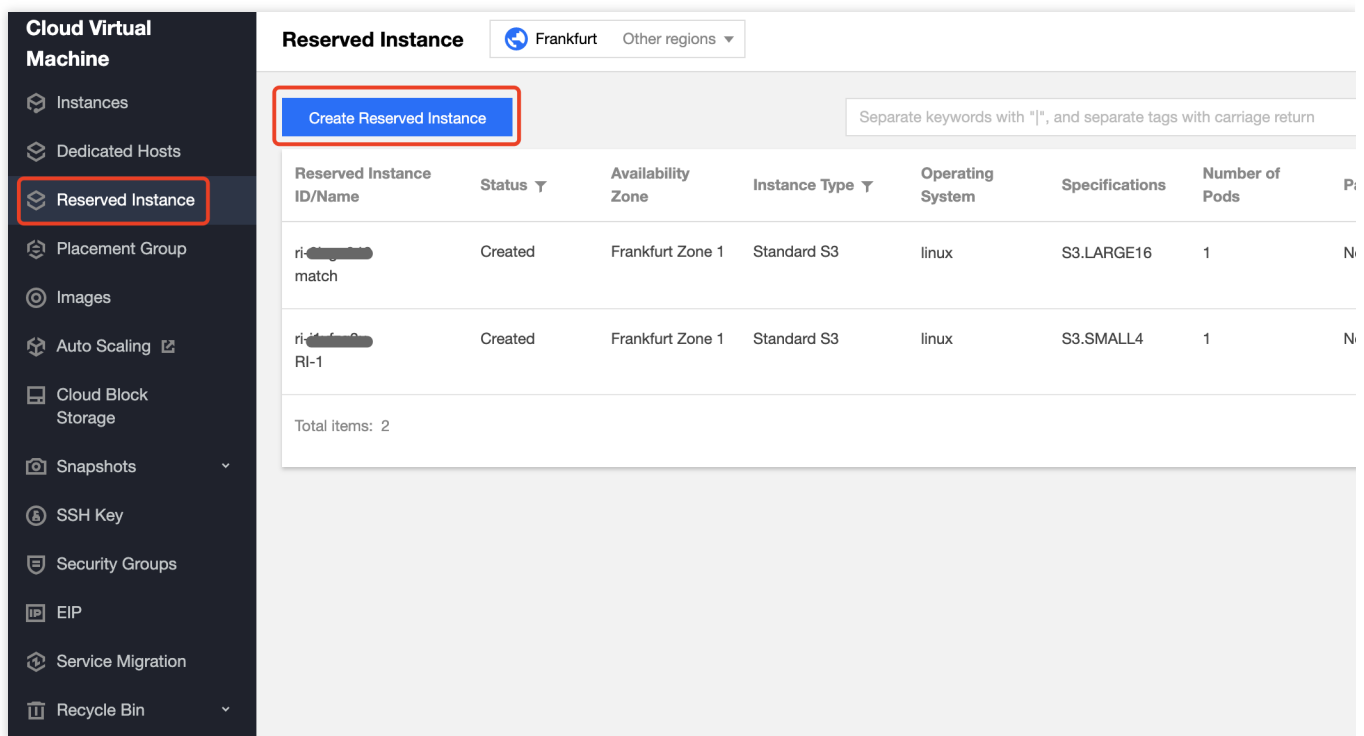 Cloud Virtual
Machine
Instances
Dedicated Hosts
Reserved Instance
Placement Group
Images
Auto Scaling
Cloud Block
Storage
Snapshots
SSH Key
Security Groups
EIP
Service Migration
Recycle Bin
Reserved Instance Frankfurt Other regions
Create Reserved Instance
Separate keywords with "|", and separate tags with carriage return
Reserved Instance
ID/Name
Status
Availability
Zone
Instance Type
Operating
System
Specifications
Number of
Pods
ri-
match
Created Frankfurt Zone 1 Standard S3 linux S3.LARGE16 1
ri-
RI-1
Created Frankfurt Zone 1 Standard S3 linux S3.SMALL4 1
Total items: 2